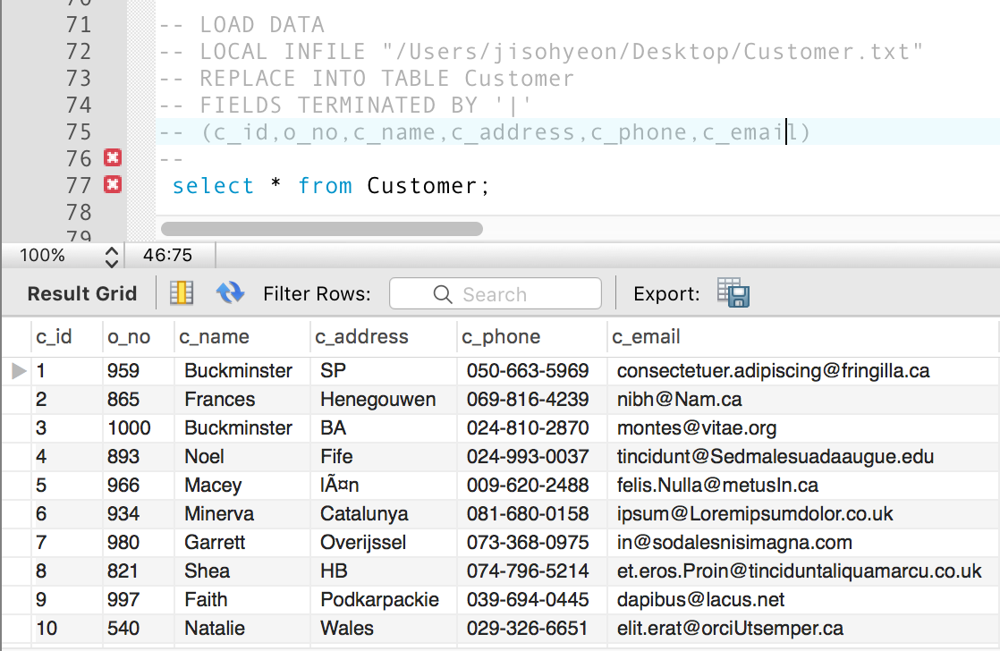 71 -- LOAD DATA
72 -- LOCAL INFILE "/Users/jisohyeon/Desktop/Customer.txt"
73 -- REPLACE INTO TABLE Customer
74 -- FIELDS TERMINATED BY '|'
75 -- (c_id,o_no,c_name,c_address,c_phone,c_email)
76 --
77 select * from Customer;
78
79
100% 46:75
Result Grid Filter Rows: Search Export:
c_id o_no c_name c_address c_phone c_email
1 959 Buckminster SP 050-663-5969 consectetuer.adipiscing@fringilla.ca
2 865 Frances Henegouwen 069-816-4239 nibh@Nam.ca
3 1000 Buckminster BA 024-810-2870 montes@vitae.org
4 893 Noel Fife 024-993-0037 tincidunt@Sedmalesuadaaugue.edu
5 966 Macey lÃ¤n 009-620-2488 felis.Nulla@metusIn.ca
6 934 Minerva Catalunya 081-680-0158 ipsum@Loremipsumdolor.co.uk
7 980 Garrett Overijssel 073-368-0975 in@sodalesnisimagna.com
8 821 Shea HB 074-796-5214 et.eros.Proin@tinciduntaliquamarcu.co.uk
9 997 Faith Podkarpackie 039-694-0445 dapibus@lacus.net
10 540 Natalie Wales 029-326-6651 elit.erat@orciUtsemper.ca